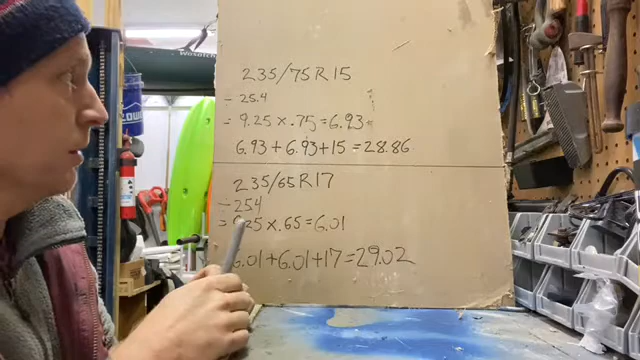 235/75R15
÷ 25.4
= 9.25 x .75 = 6.93"
6.93 + 6.93 + 15 = 28.86
235/65R17
÷ 254
= 9.25 x .65 = 6.01
6.01 + 6.01 + 17 = 29.02